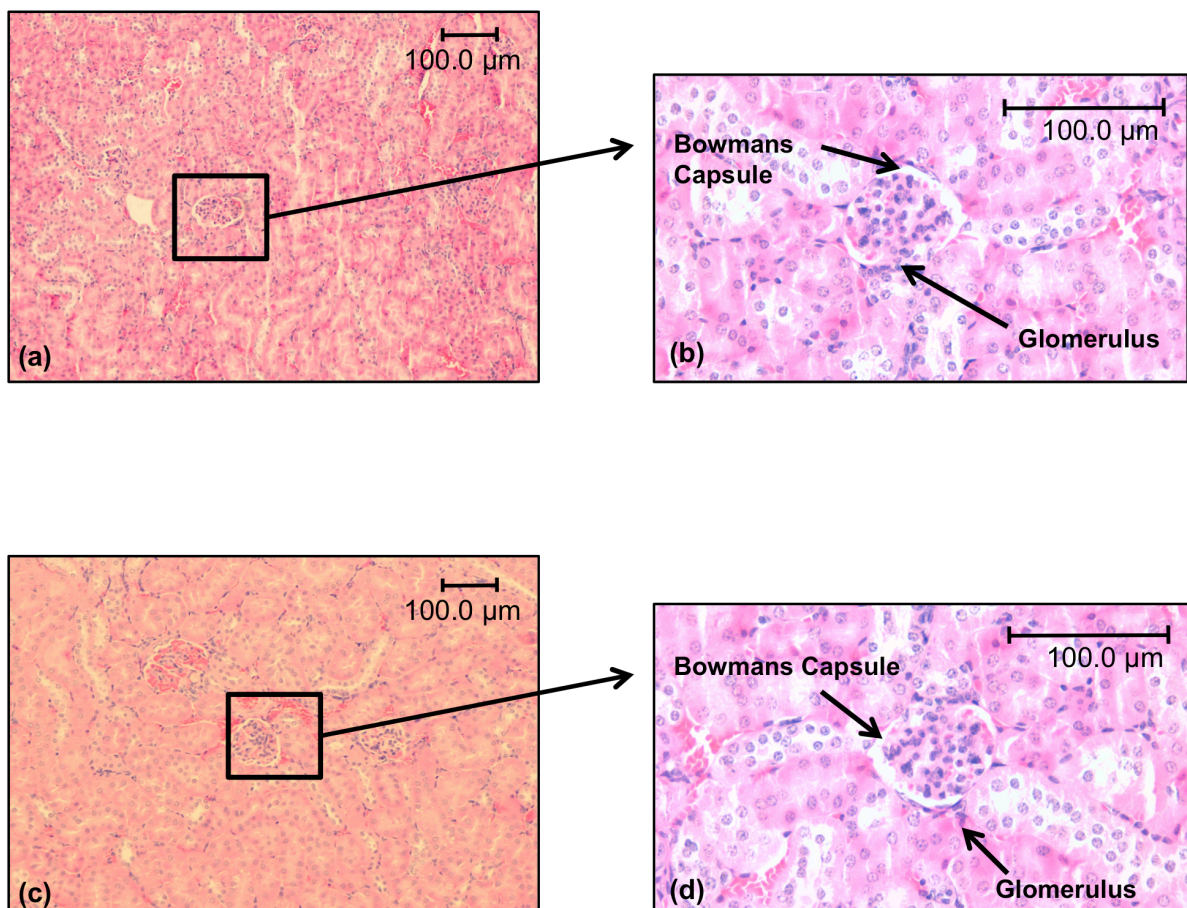 100.0 µm
(a)
100.0 µm
Bowmans
Capsule
Glomerulus
(b)
100.0 µm
(c)
100.0 µm
Bowmans Capsule
Glomerulus
(d)